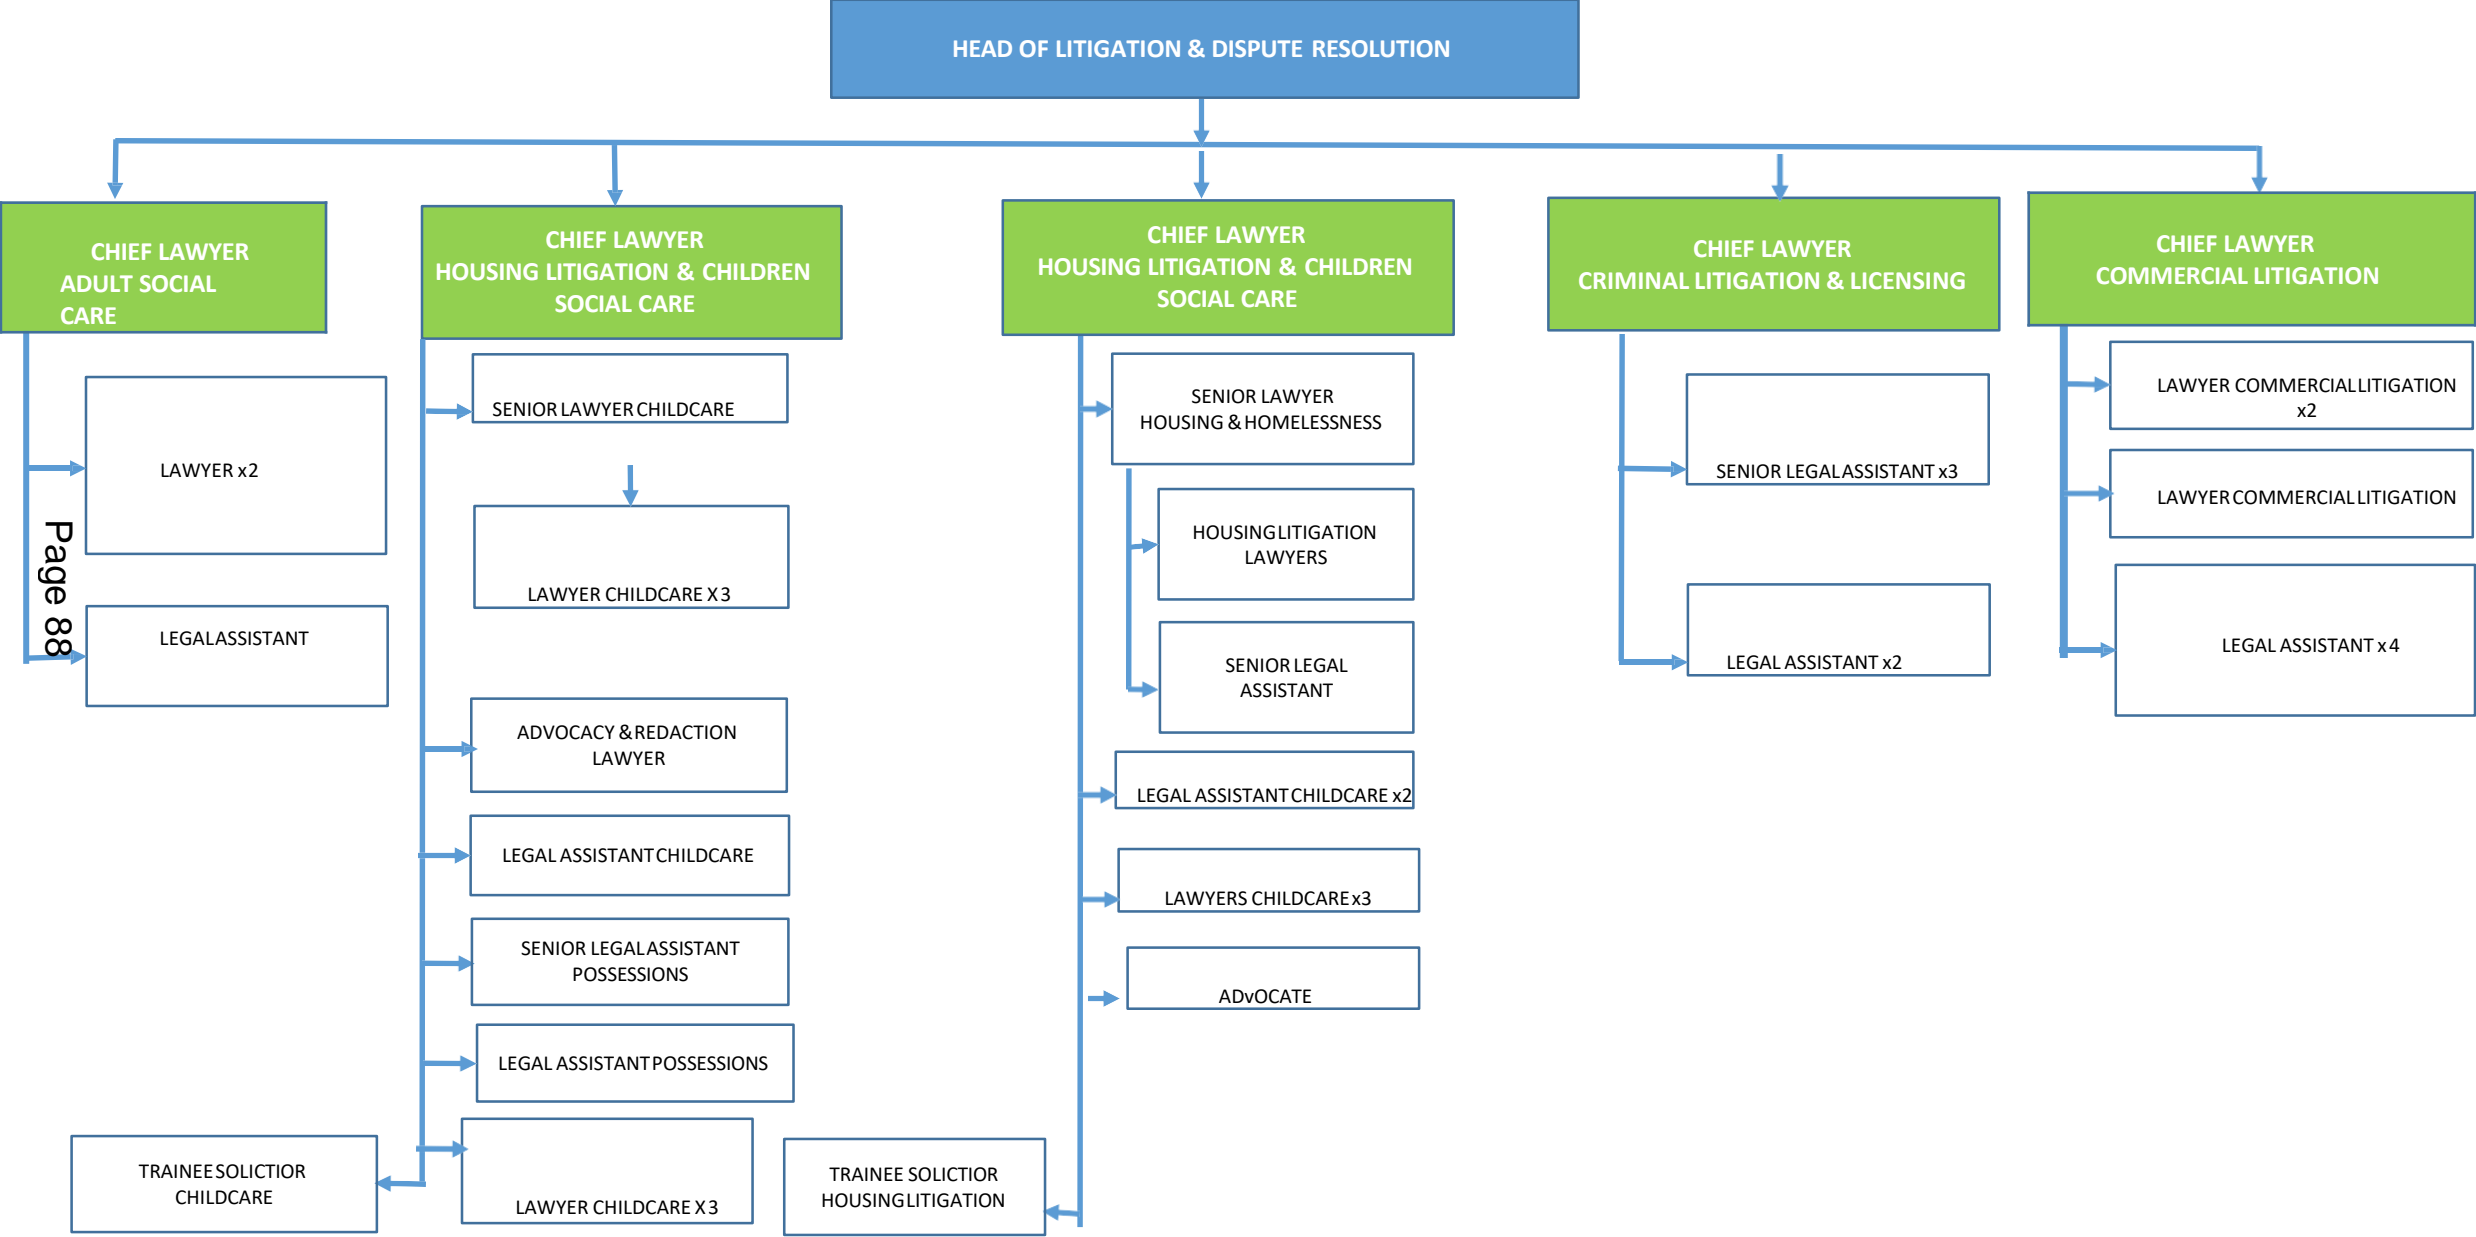 HEAD OF LITIGATION & DISPUTE RESOLUTION
CHIEF LAWYER
ADULT SOCIAL
CARE
LAWYER x2
LEGAL ASSISTANT
Page 88
CHIEF LAWYER
HOUSING LITIGATION & CHILDREN
SOCIAL CARE
SENIOR LAWYER CHILDCARE
LAWYER CHILDCARE X3
ADVOCACY & REDACTION
LAWYER
LEGAL ASSISTANT CHILDCARE
SENIOR LEGAL ASSISTANT
POSSESSIONS
LEGAL ASSISTANT POSSESSIONS
LAWYER CHILDCARE X3
TRAINEE SOLICTIOR
CHILDCARE
CHIEF LAWYER
HOUSING LITIGATION & CHILDREN
SOCIAL CARE
SENIOR LAWYER
HOUSING & HOMELESSNESS
HOUSING LITIGATION
LAWYERS
SENIOR LEGAL
ASSISTANT
LEGAL ASSISTANT CHILDCARE x2
LAWYERS CHILDCARE x3
ADvOCATE
TRAINEE SOLICTIOR
HOUSING LITIGATION
CHIEF LAWYER
CRIMINAL LITIGATION & LICENSING
SENIOR LEGAL ASSISTANT x3
LEGAL ASSISTANT x2
CHIEF LAWYER
COMMERCIAL LITIGATION
LAWYER COMMERCIAL LITIGATION
x2
LAWYER COMMERCIAL LITIGATION
LEGAL ASSISTANT x4